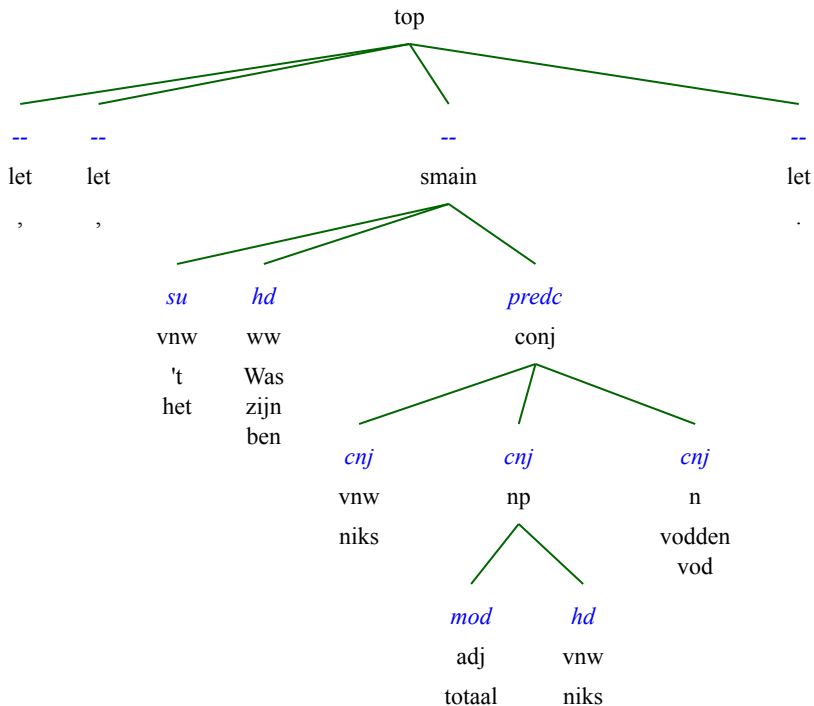 top
-- -- -- --
let let smain let
, , .
su hd predc
vnw ww conj
't Was
het zijn
ben
cnj cnj cnj
vnw np n
niks vodden
vod
mod hd
adj vnw
totaal niks